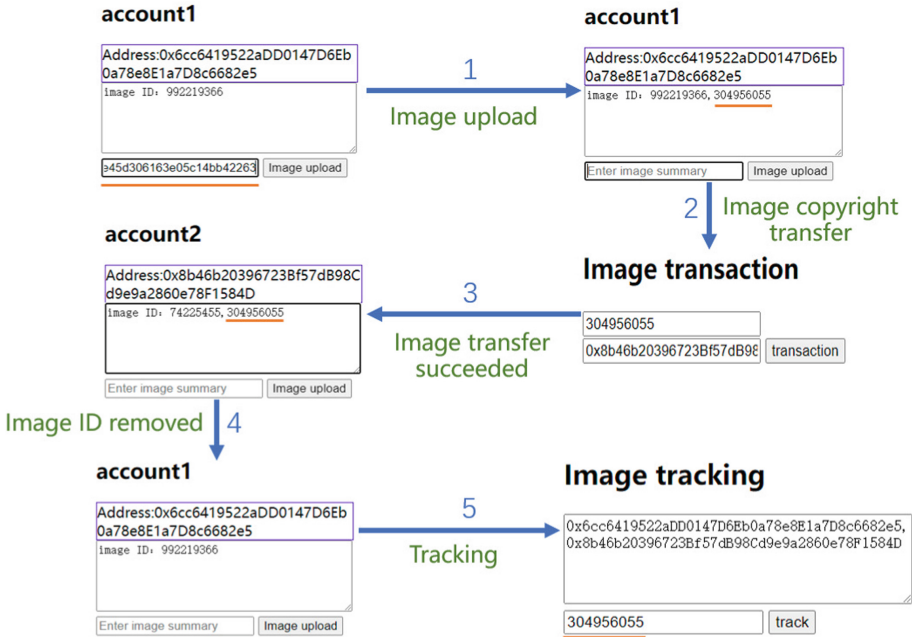 account1
Address:0x6cc6419522aDD0147D6Eb
0a78e8E1a7D8c6682e5
image ID: 992219366
e45d306163e05c14bb42263
Image upload
1
Image upload
account1
Address:0x6cc6419522aDD0147D6Eb
0a78e8E1a7D8c6682e5
image ID: 992219366,304956055
Enter image summary
Image upload
2
Image copyright
transfer
Image transaction
304956055
0x8b46b20396723Bf57dB98
transaction
3
Image transfer
succeeded
account2
Address:0x8b46b20396723Bf57dB98C
d9e9a2860e78F1584D
image ID: 74225455,304956055
Enter image summary
Image upload
Image ID removed
4
account1
Address:0x6cc6419522aDD0147D6Eb
0a78e8E1a7D8c6682e5
image ID: 992219366
Enter image summary
Image upload
5
Tracking
Image tracking
0x6cc6419522aDD0147D6Eb0a78e8E1a7D8c6682e5,
0x8b46b20396723Bf57dB98Cd9e9a2860e78F1584D
304956055
track